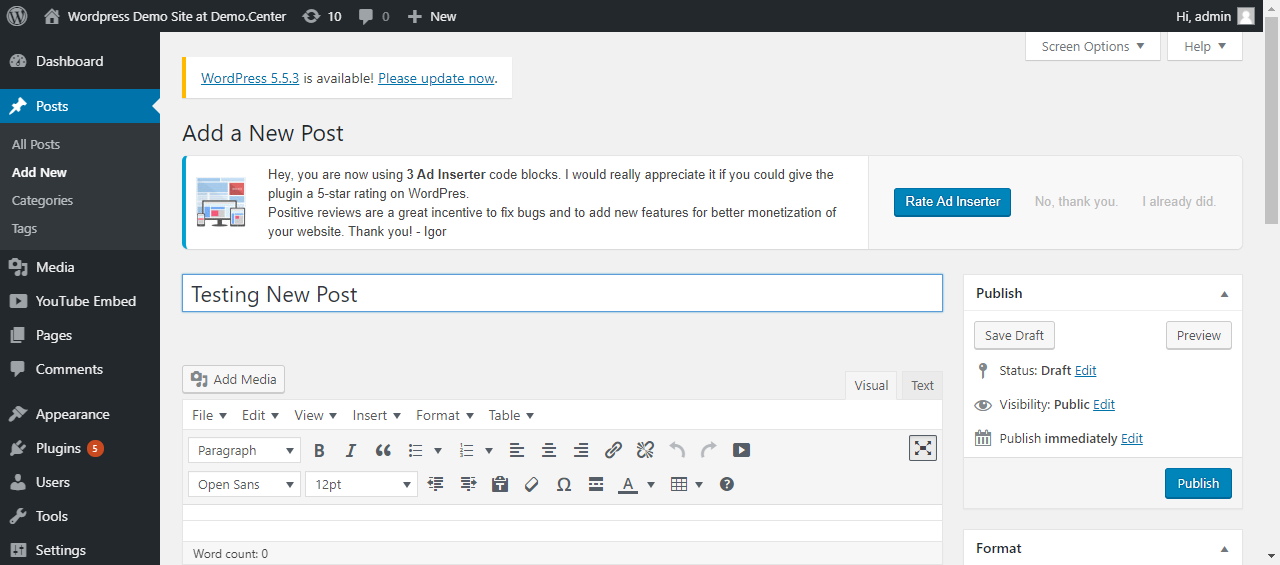 Wordpress Demo Site at Demo.Center 10 0 New Hi, admin
Screen Options Help
Dashboard
Posts
All Posts
Add New
Categories
Tags
Media
YouTube Embed
Pages
Comments
Appearance
Plugins 5
Users
Tools
Settings
WordPress 5.5.3 is available! Please update now.
Add a New Post
Hey, you are now using 3 Ad Inserter code blocks. I would really appreciate it if you could give the
plugin a 5-star rating on WordPres.
Positive reviews are a great incentive to fix bugs and to add new features for better monetization of
your website. Thank you! - Igor
Rate Ad Inserter No, thank you. I already did.
Testing New Post
Add Media Visual Text
File Edit View Insert Format Table
Paragraph B I
Open Sans 12pt Ω A
Word count: 0
Publish
Save Draft Preview
Status: Draft Edit
Visibility: Public Edit
Publish immediately Edit
Publish
Format